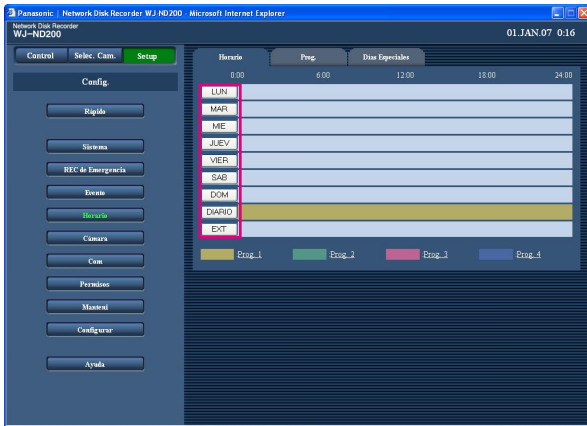 Panasonic | Network Disk Recorder WJ-ND200 - Microsoft Internet Explorer
Network Disk Recorder
WJ-ND200
01.JAN.07 0:16
Control Selec. Cam. Setup
Horario Prog. Días Especiales
Config.
0:00 6:00 12:00 18:00 24:00
LUN
Rápido
MAR
MIE
Sistema
JUEV
VIER
REC de Emergencia
SAB
Evento
DOM
Horario
DIARIO
EXT
Cámara
Prog. 1 Prog. 2 Prog. 3 Prog. 4
Com
Permisos
Manteni
Configurar
Ayuda